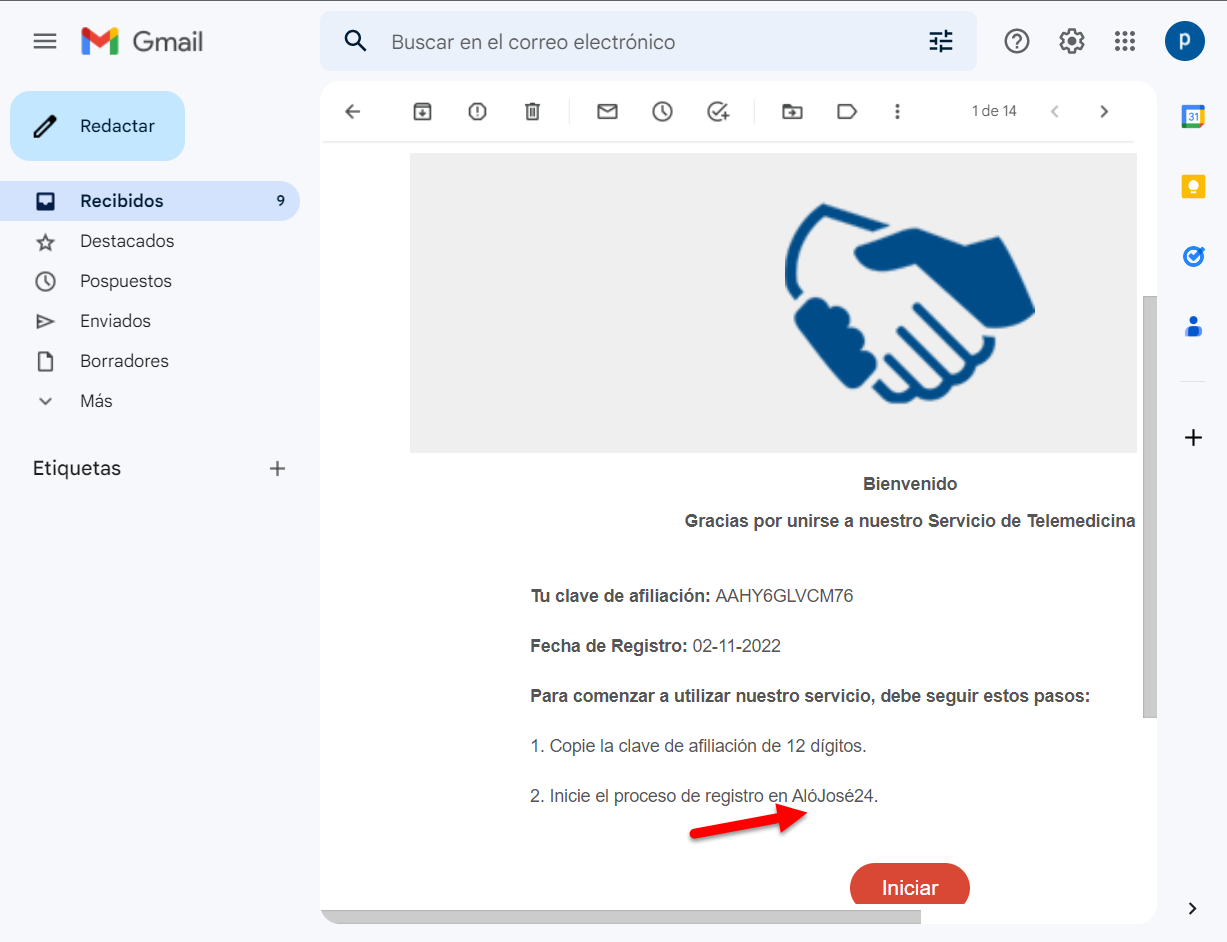 Gmail
Buscar en el correo electrónico
p
Redactar
1 de 14
31
Recibidos 9
Destacados
Pospuestos
Enviados
Borradores
Más
Etiquetas
Bienvenido
Gracias por unirse a nuestro Servicio de Telemedicina
Tu clave de afiliación: AAHY6GLVCM76
Fecha de Registro: 02-11-2022
Para comenzar a utilizar nuestro servicio, debe seguir estos pasos:
1. Copie la clave de afiliación de 12 dígitos.
2. Inicie el proceso de registro en AlóJosé24.
Iniciar